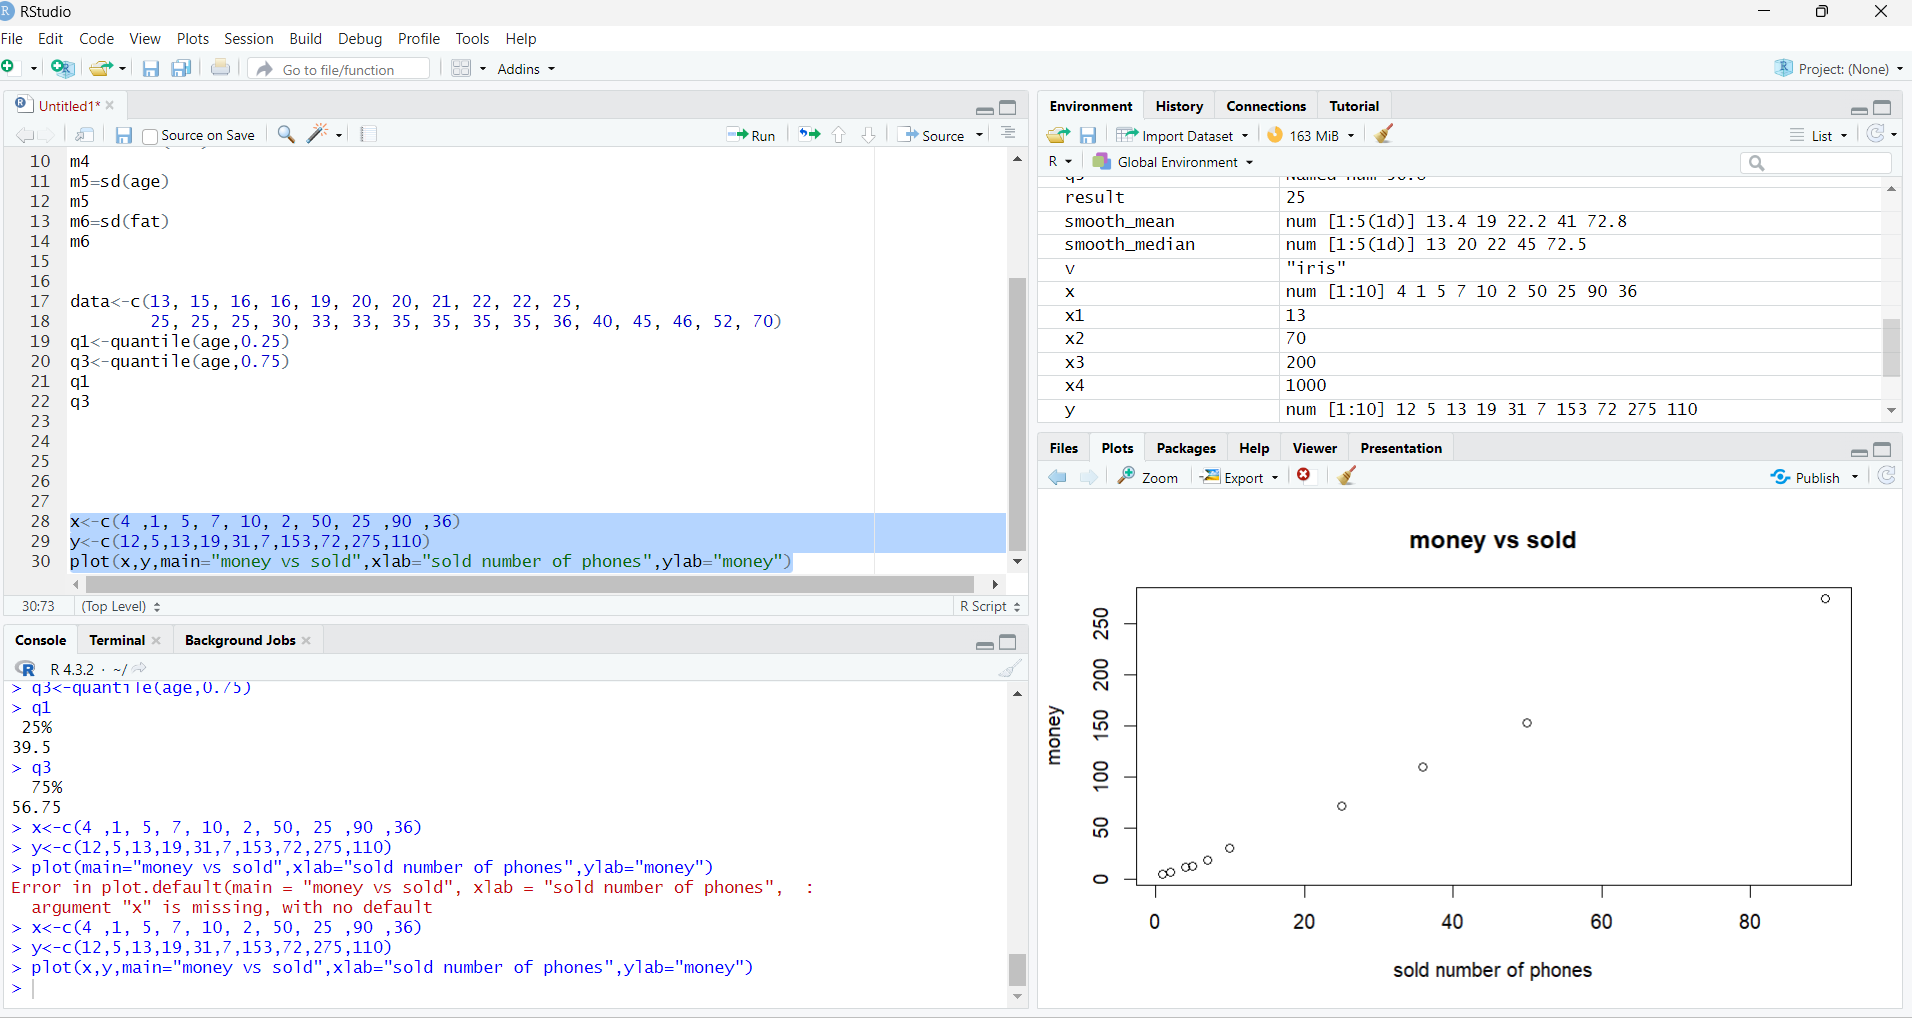 RStudio
File Edit Code View Plots Session Build Debug Profile Tools Help
Go to file/function Addins Project: (None)
Untitled1*
Source on Save Run Source
10 m4
11 m5=sd(age)
12 m5
13 m6=sd(fat)
14 m6
15
16
17 data<-c(13, 15, 16, 16, 19, 20, 20, 21, 22, 22, 25,
18 25, 25, 25, 30, 33, 33, 35, 35, 35, 35, 36, 40, 45, 46, 52, 70)
19 q1<-quantile(age,0.25)
20 q3<-quantile(age,0.75)
21 q1
22 q3
23
24
25
26
27
28 x<-c(4 ,1, 5, 7, 10, 2, 50, 25 ,90 ,36)
29 y<-c(12,5,13,19,31,7,153,72,275,110)
30 plot(x,y,main="money vs sold",xlab="sold number of phones",ylab="money")
30:73 (Top Level) R Script
Console Terminal Background Jobs
R 4.3.2 · ~/
> q3<-quantile(age,0.75)
> q1
25%
39.5
> q3
75%
56.75
> x<-c(4 ,1, 5, 7, 10, 2, 50, 25 ,90 ,36)
> y<-c(12,5,13,19,31,7,153,72,275,110)
> plot(main="money vs sold",xlab="sold number of phones",ylab="money")
Error in plot.default(main = "money vs sold", xlab = "sold number of phones", :
argument "x" is missing, with no default
> x<-c(4 ,1, 5, 7, 10, 2, 50, 25 ,90 ,36)
> y<-c(12,5,13,19,31,7,153,72,275,110)
> plot(x,y,main="money vs sold",xlab="sold number of phones",ylab="money")
>
Environment History Connections Tutorial
Import Dataset 163 MiB List
R Global Environment
result 25
smooth_mean num [1:5(1d)] 13.4 19 22.2 41 72.8
smooth_median num [1:5(1d)] 13 20 22 45 72.5
v "iris"
x num [1:10] 4 1 5 7 10 2 50 25 90 36
x1 13
x2 70
x3 200
x4 1000
y num [1:10] 12 5 13 19 31 7 153 72 275 110
Files Plots Packages Help Viewer Presentation
Zoom Export Publish
money vs sold
money
250
200
150
100
50
0
0 20 40 60 80
sold number of phones